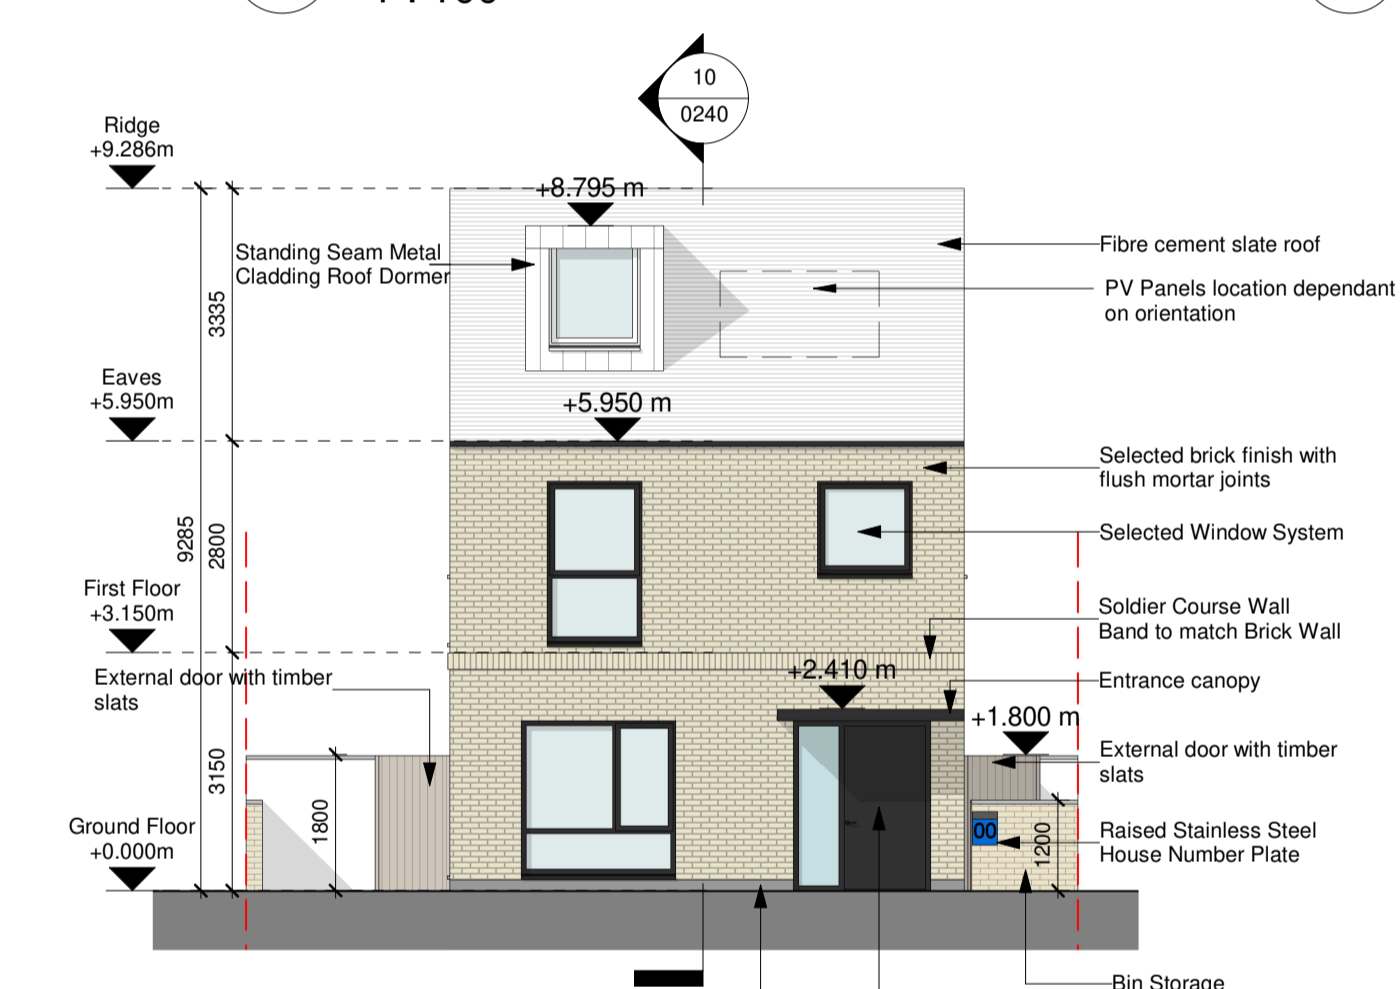 10
0240
Ridge
+9.286m
+8.795 m
Standing Seam Metal
Cladding Roof Dormer
Fibre cement slate roof
PV Panels location dependant
on orientation
3335
Eaves
+5.950m
+5.950 m
Selected brick finish with
flush mortar joints
Selected Window System
9285
2800
First Floor
+3.150m
Soldier Course Wall
Band to match Brick Wall
External door with timber
slats
+2.410 m
Entrance canopy
+1.800 m
External door with timber
slats
3150
1800
Ground Floor
+0.000m
00
1200
Raised Stainless Steel
House Number Plate
Bin Storage